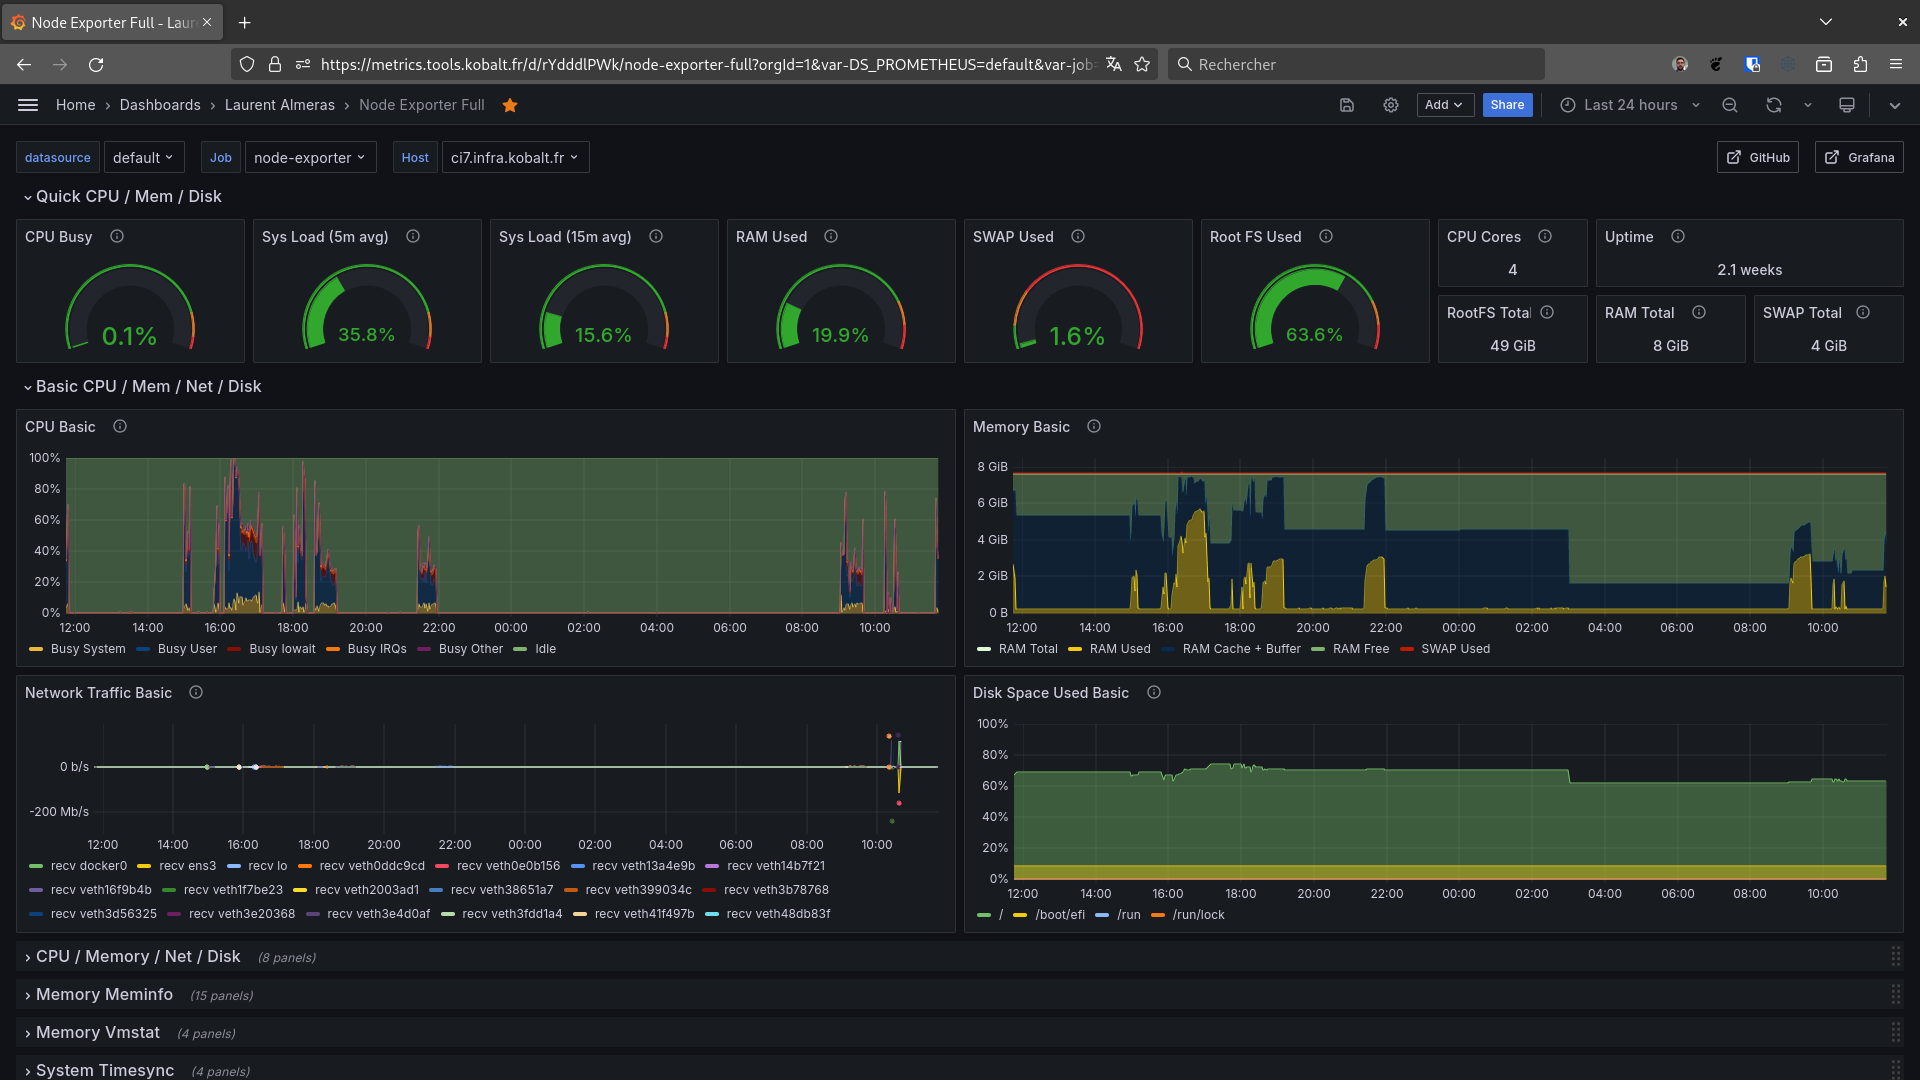 Node Exporter Full - Laur
Rechercher
https://metrics.tools.kobalt.fr/d/rYdddlPWk/node-exporter-full?orgId=1&var-DS_PROMETHEUS=default&var-job=
Home › Dashboards › Laurent Almeras › Node Exporter Full
Add Share Last 24 hours
datasource default Job node-exporter Host ci7.infra.kobalt.fr GitHub Grafana
Quick CPU / Mem / Disk
CPU Busy
0.1%
Sys Load (5m avg)
35.8%
Sys Load (15m avg)
15.6%
RAM Used
19.9%
SWAP Used
1.6%
Root FS Used
63.6%
CPU Cores
4
Uptime
2.1 weeks
RootFS Total
49 GiB
RAM Total
8 GiB
SWAP Total
4 GiB
Basic CPU / Mem / Net / Disk
CPU Basic
100%
80%
60%
40%
20%
0%
12:00 14:00 16:00 18:00 20:00 22:00 00:00 02:00 04:00 06:00 08:00 10:00
Busy System Busy User Busy Iowait Busy IRQs Busy Other Idle
Memory Basic
8 GiB
6 GiB
4 GiB
2 GiB
0 B
12:00 14:00 16:00 18:00 20:00 22:00 00:00 02:00 04:00 06:00 08:00 10:00
RAM Total RAM Used RAM Cache + Buffer RAM Free SWAP Used
Network Traffic Basic
0 b/s
-200 Mb/s
12:00 14:00 16:00 18:00 20:00 22:00 00:00 02:00 04:00 06:00 08:00 10:00
recv docker0 recv ens3 recv lo recv veth0ddc9cd recv veth0e0b156 recv veth13a4e9b recv veth14b7f21
recv veth16f9b4b recv veth1f7be23 recv veth2003ad1 recv veth38651a7 recv veth399034c recv veth3b78768
recv veth3d56325 recv veth3e20368 recv veth3e4d0af recv veth3fdd1a4 recv veth41f497b recv veth48db83f
Disk Space Used Basic
100%
80%
60%
40%
20%
0%
12:00 14:00 16:00 18:00 20:00 22:00 00:00 02:00 04:00 06:00 08:00 10:00
/ /boot/efi /run /run/lock
CPU / Memory / Net / Disk (8 panels)
Memory Meminfo (15 panels)
Memory Vmstat (4 panels)
System Timesync (4 panels)